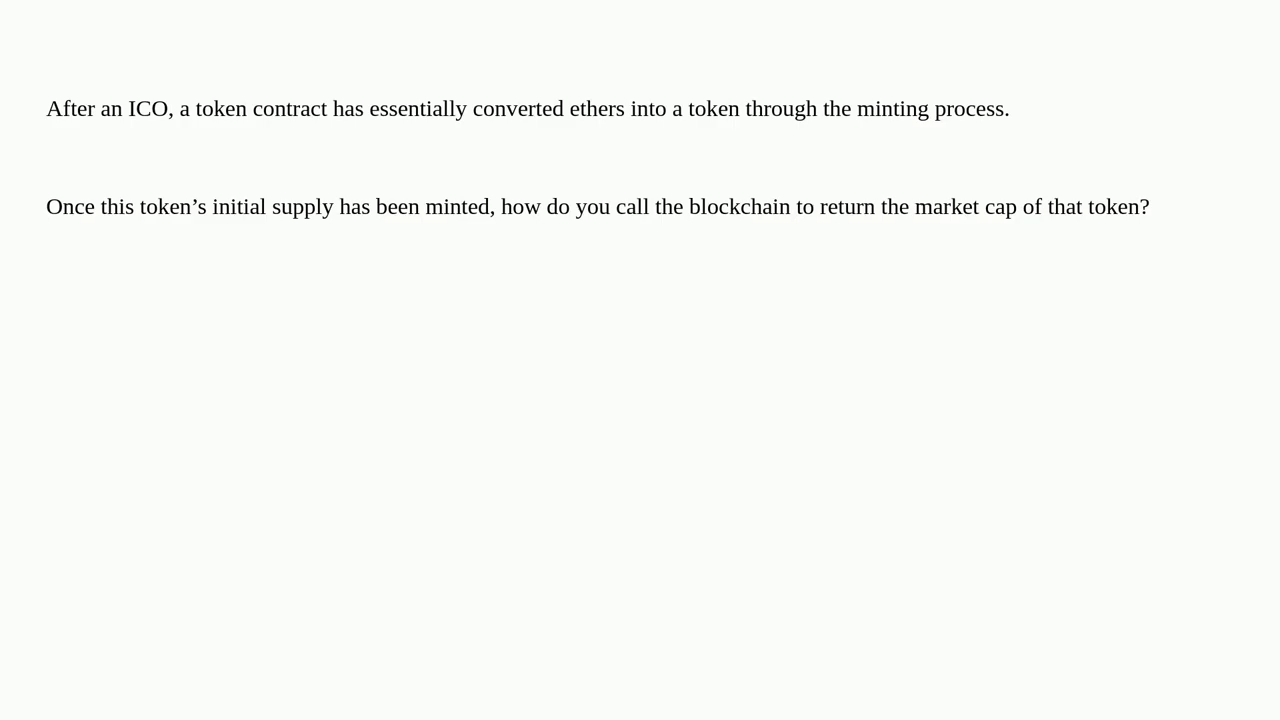 After an ICO, a token contract has essentially converted ethers into a token through the minting process.
Once this token’s initial supply has been minted, how do you call the blockchain to return the market cap of that token?